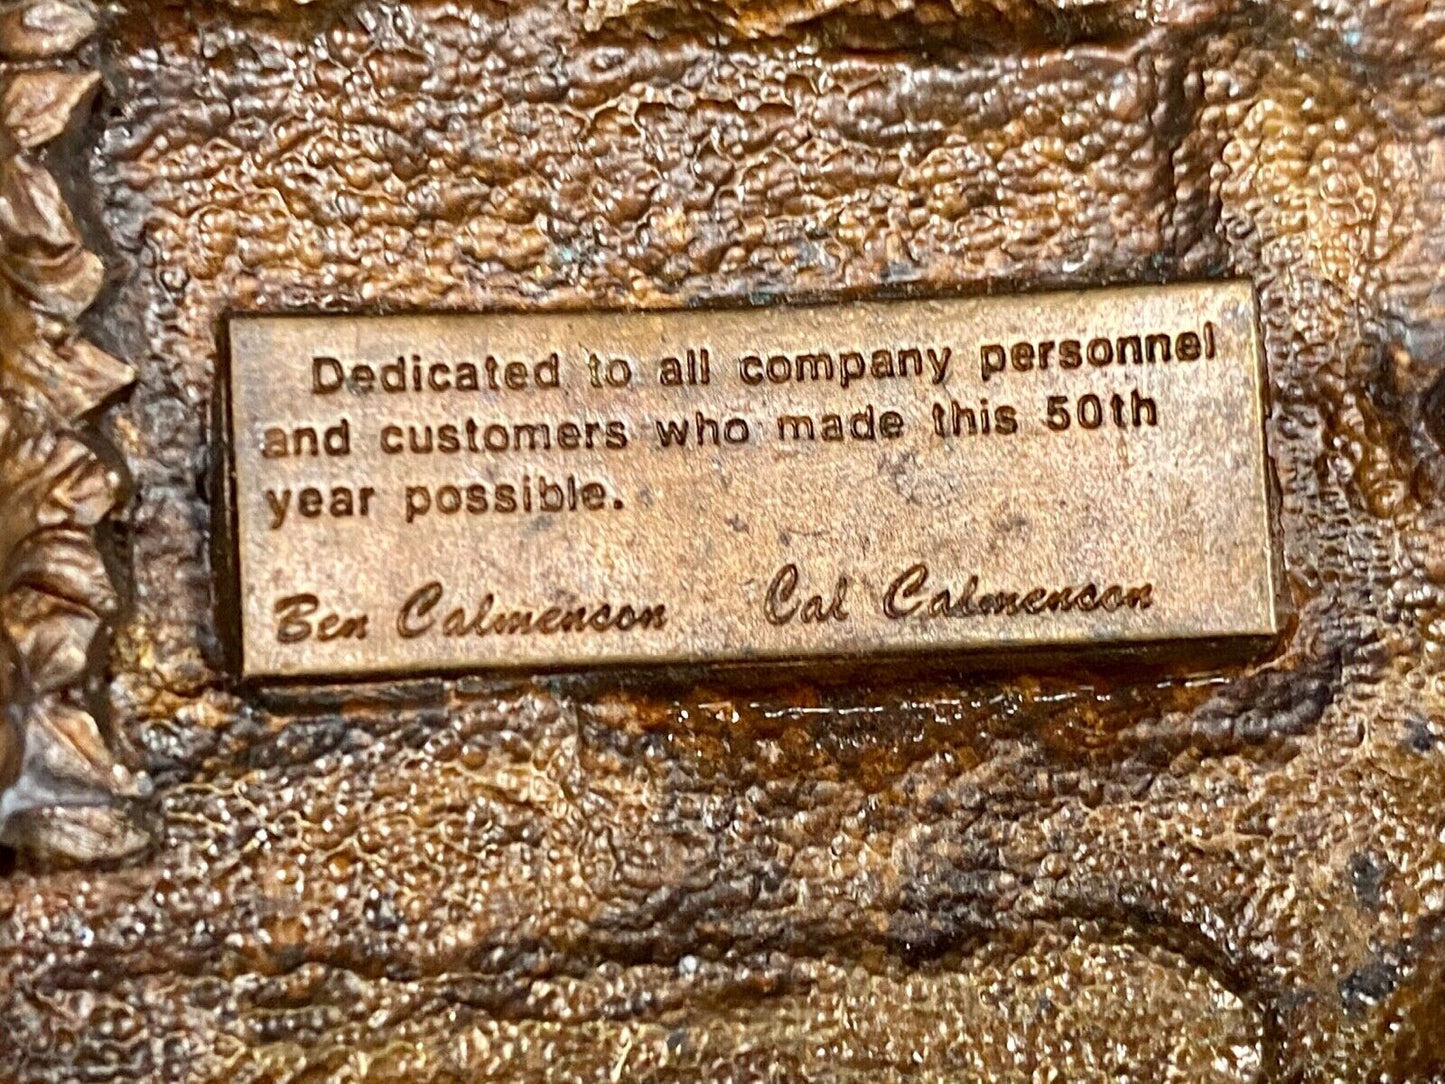 Dedicated to all company personnel
and customers who made this 50th
year possible.
Ben Calmenson Cal Calmenson